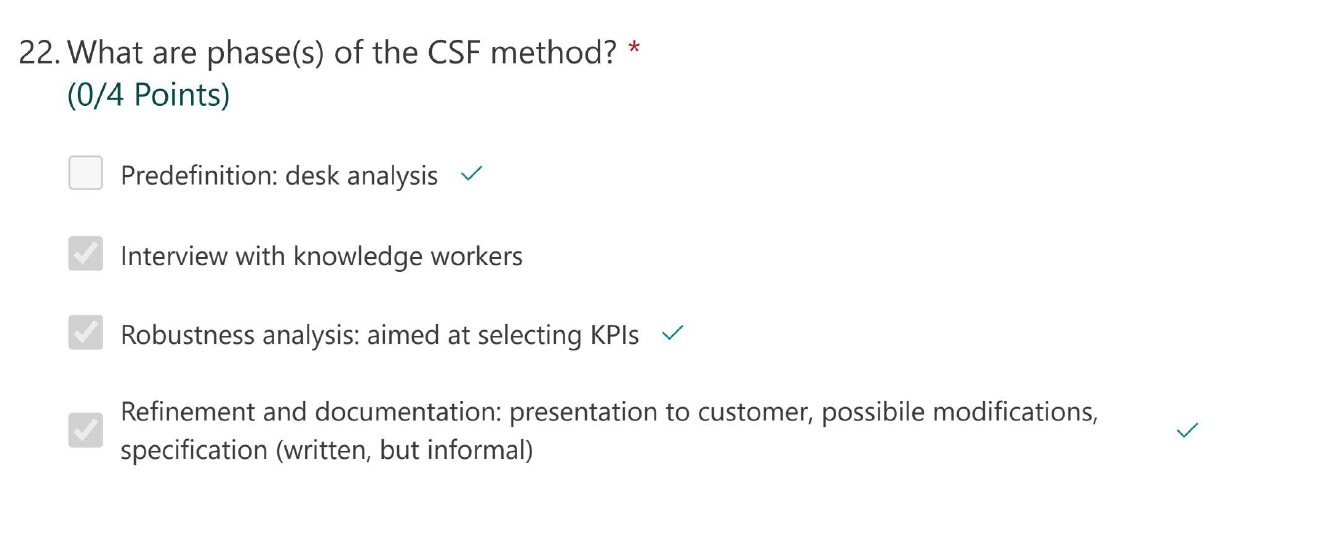 22. What are phase(s) of the CSF method? *
(0/4 Points)
Predefinition: desk analysis
Interview with knowledge workers
Robustness analysis: aimed at selecting KPIs
Refinement and documentation: presentation to customer, possibile modifications,
specification (written, but informal)